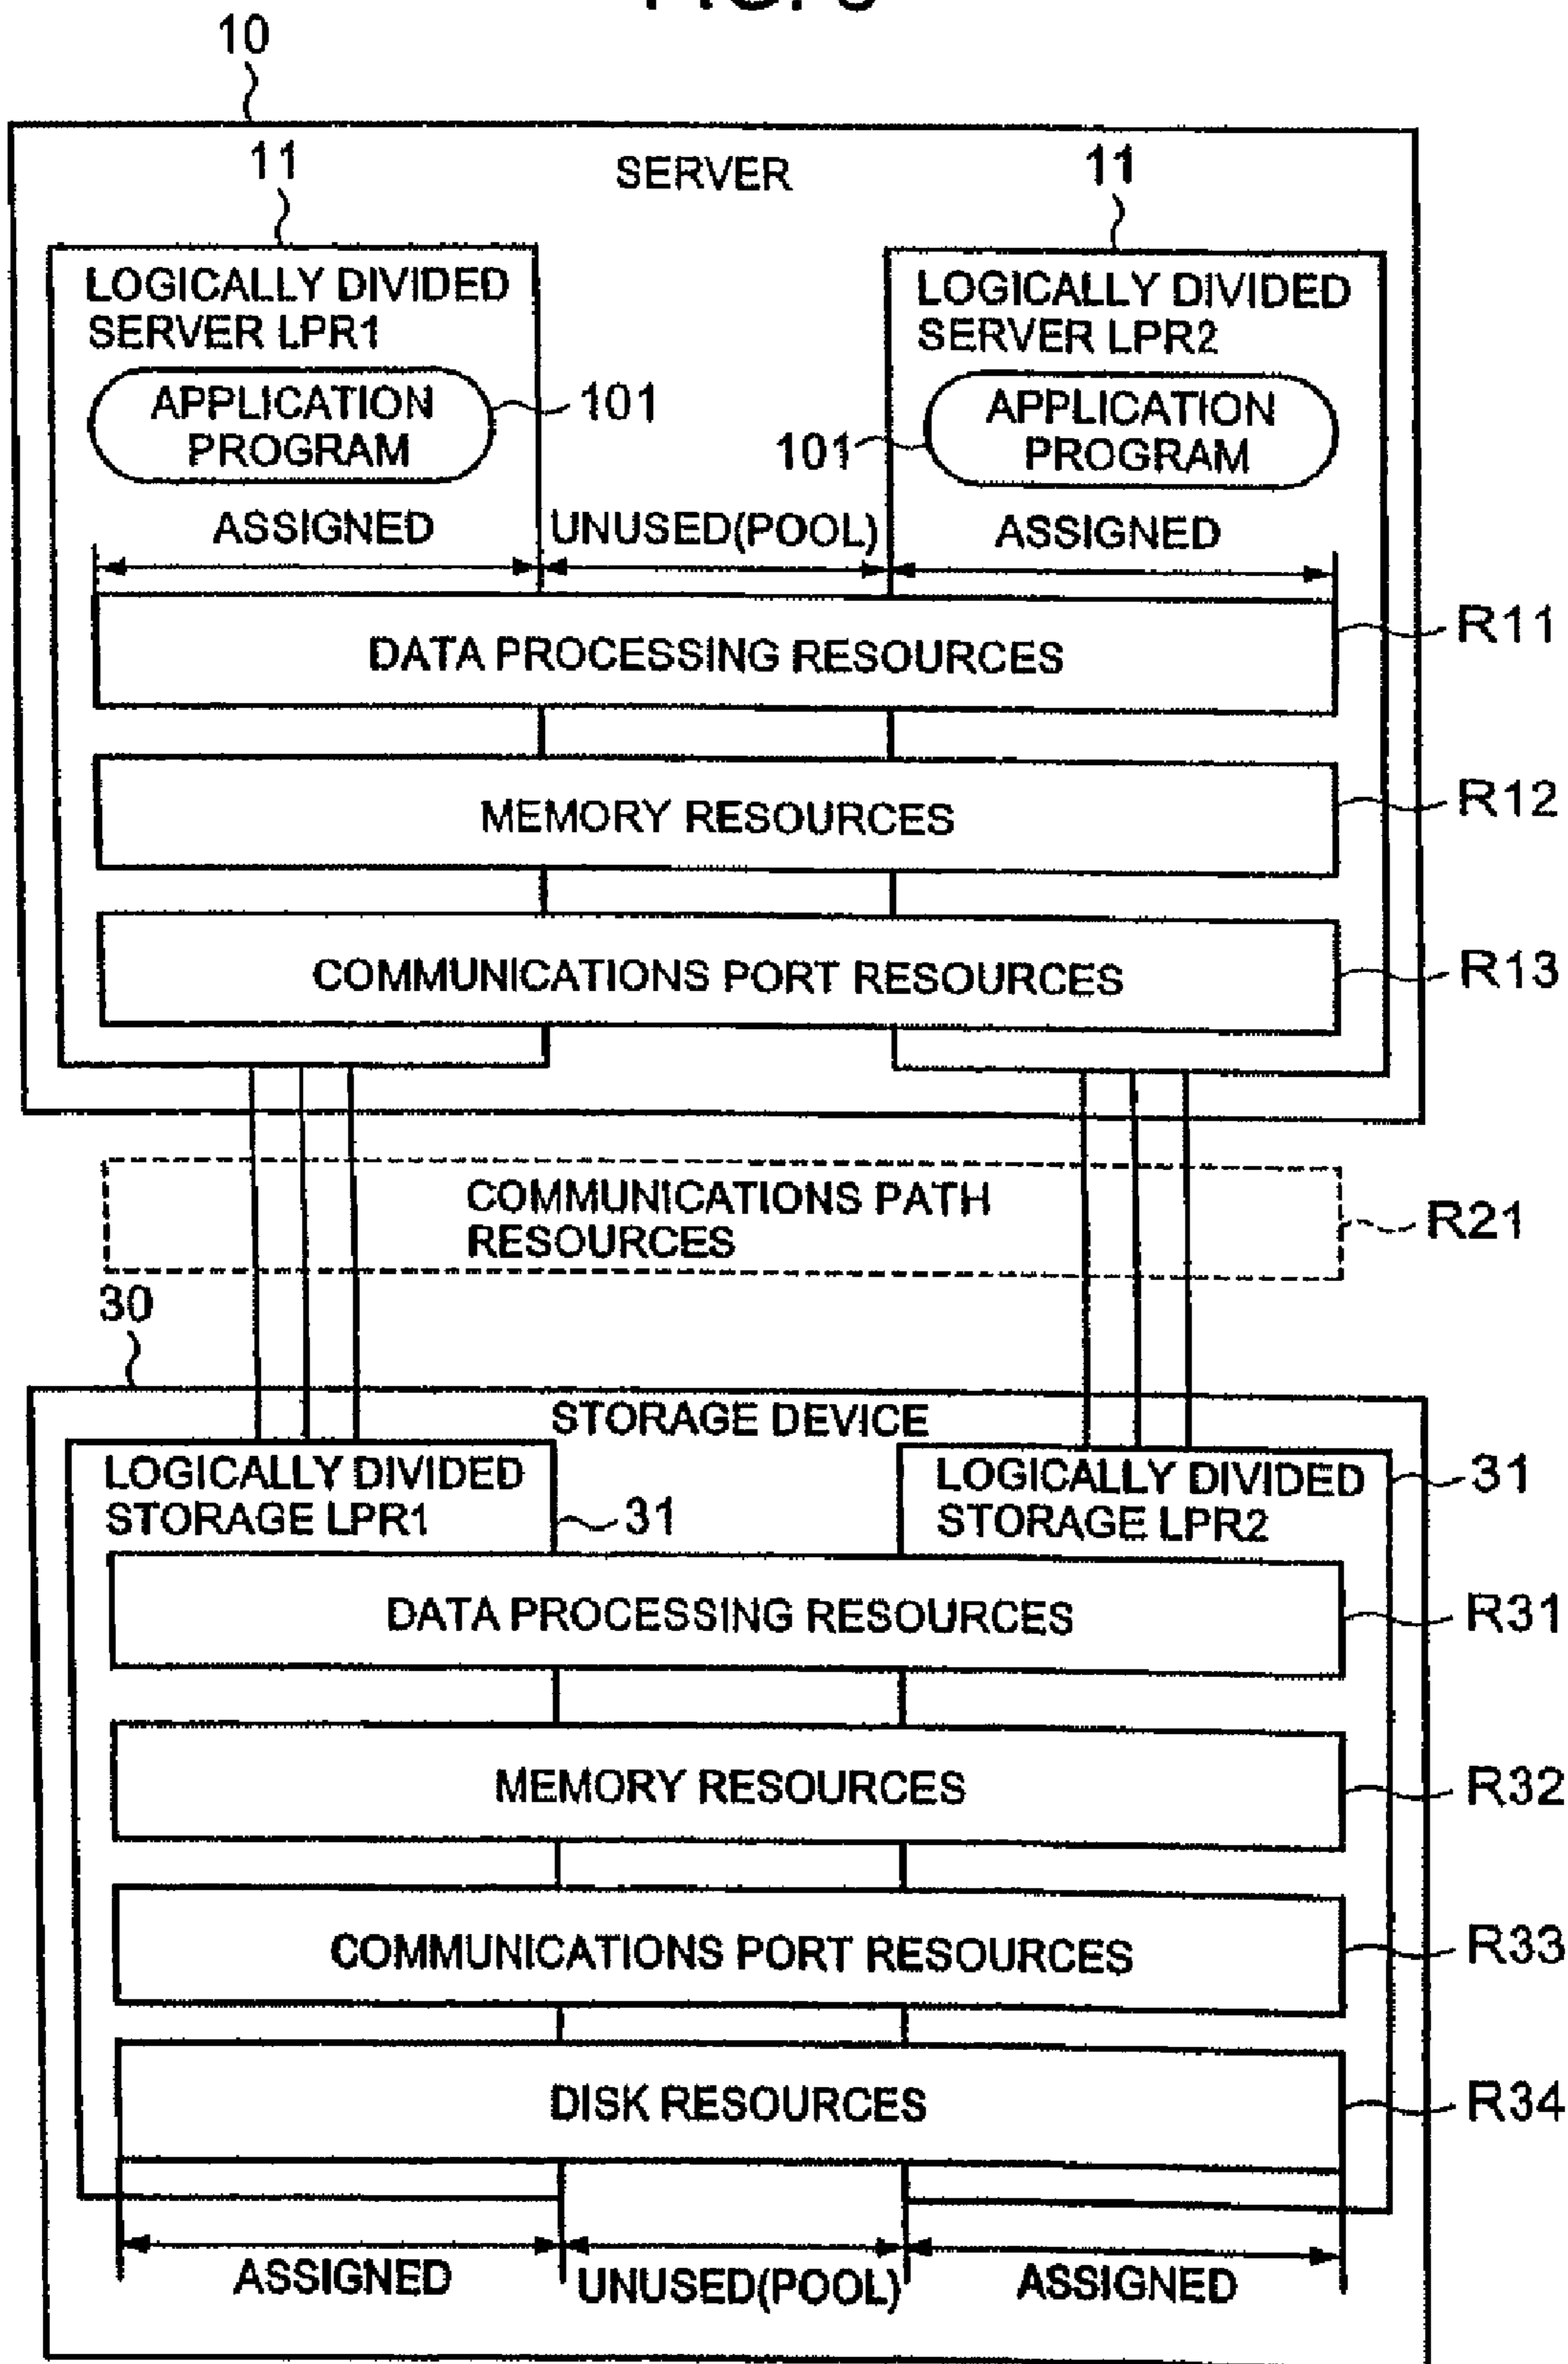 10
SERVER
11
11
LOGICALLY DIVIDED
SERVER LPR1
LOGICALLY DIVIDED
SERVER LPR2
APPLICATION
PROGRAM
101
APPLICATION
PROGRAM
101
ASSIGNED
UNUSED(POOL)
ASSIGNED
DATA PROCESSING RESOURCES
R11
MEMORY RESOURCES
R12
COMMUNICATIONS PORT RESOURCES
R13
COMMUNICATIONS PATH
RESOURCES
R21
30
STORAGE DEVICE
LOGICALLY DIVIDED
STORAGE LPR1
31
LOGICALLY DIVIDED
STORAGE LPR2
31
DATA PROCESSING RESOURCES
R31
MEMORY RESOURCES
R32
COMMUNICATIONS PORT RESOURCES
R33
DISK RESOURCES
R34
ASSIGNED
UNUSED(POOL)
ASSIGNED